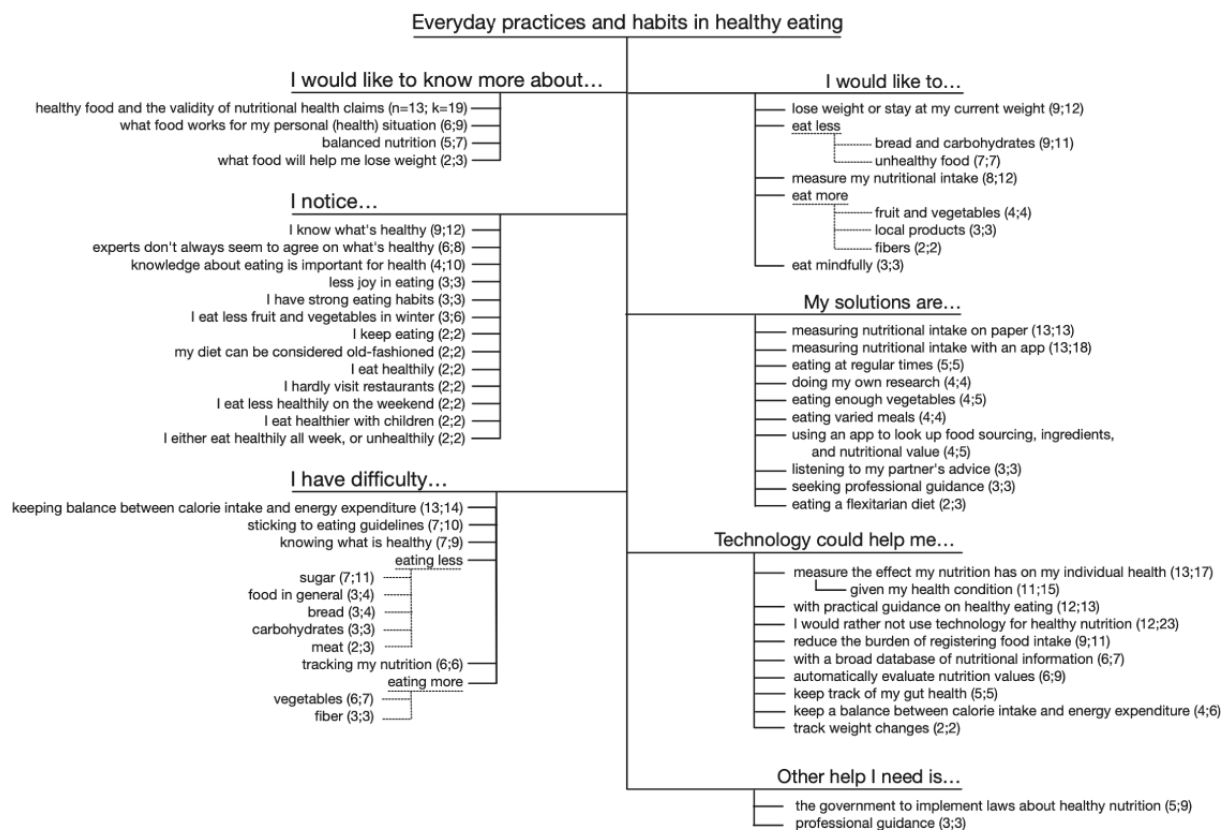 Everyday practices and habits in healthy eating
I would like to know more about...
healthy food and the validity of nutritional health claims (n=13; k=19)
what food works for my personal (health) situation (6;9)
balanced nutrition (5;7)
what food will help me lose weight (2;3)
I notice...
I know what's healthy (9;12)
experts don't always seem to agree on what's healthy (6;8)
knowledge about eating is important for health (4;10)
less joy in eating (3;3)
I have strong eating habits (3;3)
I eat less fruit and vegetables in winter (3;6)
I keep eating (2;2)
my diet can be considered old-fashioned (2;2)
I eat healthily (2;2)
I hardly visit restaurants (2;2)
I eat less healthily on the weekend (2;2)
I eat healthier with children (2;2)
I either eat healthily all week, or unhealthily (2;2)
I have difficulty...
keeping balance between calorie intake and energy expenditure (13;14)
sticking to eating guidelines (7;10)
knowing what is healthy (7;9)
eating less
sugar (7;11)
food in general (3;4)
bread (3;4)
carbohydrates (3;3)
meat (2;3)
tracking my nutrition (6;6)
eating more
vegetables (6;7)
fiber (3;3)
I would like to...
lose weight or stay at my current weight (9;12)
eat less
bread and carbohydrates (9;11)
unhealthy food (7;7)
measure my nutritional intake (8;12)
eat more
fruit and vegetables (4;4)
local products (3;3)
fibers (2;2)
eat mindfully (3;3)
My solutions are...
measuring nutritional intake on paper (13;13)
measuring nutritional intake with an app (13;18)
eating at regular times (5;5)
doing my own research (4;4)
eating enough vegetables (4;5)
eating varied meals (4;4)
using an app to look up food sourcing, ingredients,
and nutritional value (4;5)
listening to my partner's advice (3;3)
seeking professional guidance (3;3)
eating a flexitarian diet (2;3)
Technology could help me...
measure the effect my nutrition has on my individual health (13;17)
given my health condition (11;15)
with practical guidance on healthy eating (12;13)
I would rather not use technology for healthy nutrition (12;23)
reduce the burden of registering food intake (9;11)
with a broad database of nutritional information (6;7)
automatically evaluate nutrition values (6;9)
keep track of my gut health (5;5)
keep a balance between calorie intake and energy expenditure (4;6)
track weight changes (2;2)
Other help I need is...
the government to implement laws about healthy nutrition (5;9)
professional guidance (3;3)